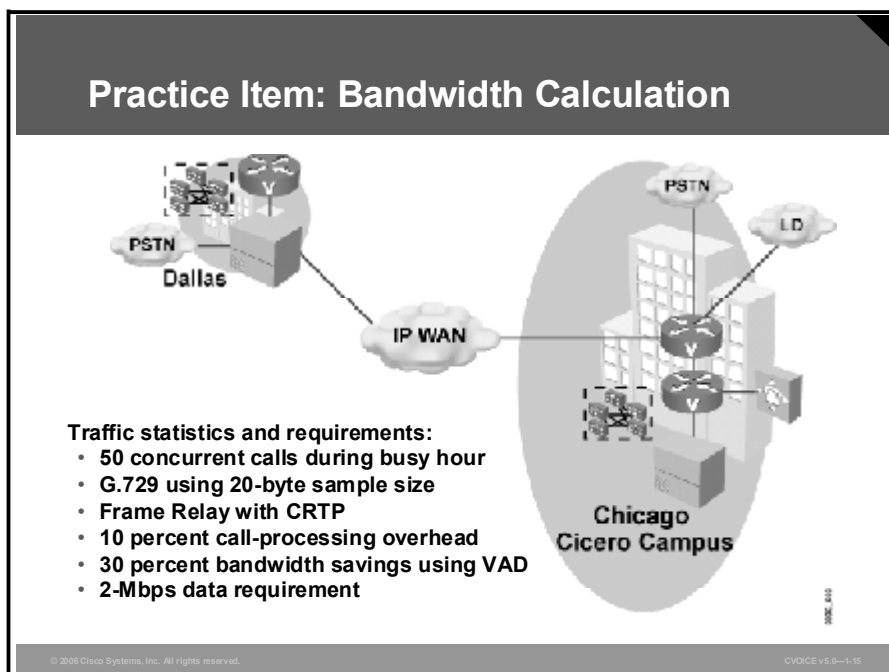 Practice Item: Bandwidth Calculation
PSTN
LD
V
PSTN
Dallas
IP WAN
V
V
Traffic statistics and requirements:
• 50 concurrent calls during busy hour
• G.729 using 20-byte sample size
• Frame Relay with CRTP
• 10 percent call-processing overhead
• 30 percent bandwidth savings using VAD
• 2-Mbps data requirement
Chicago
Cicero Campus
© 2006 Cisco Systems, Inc. All rights reserved.
CVOICE v5.0—1-15